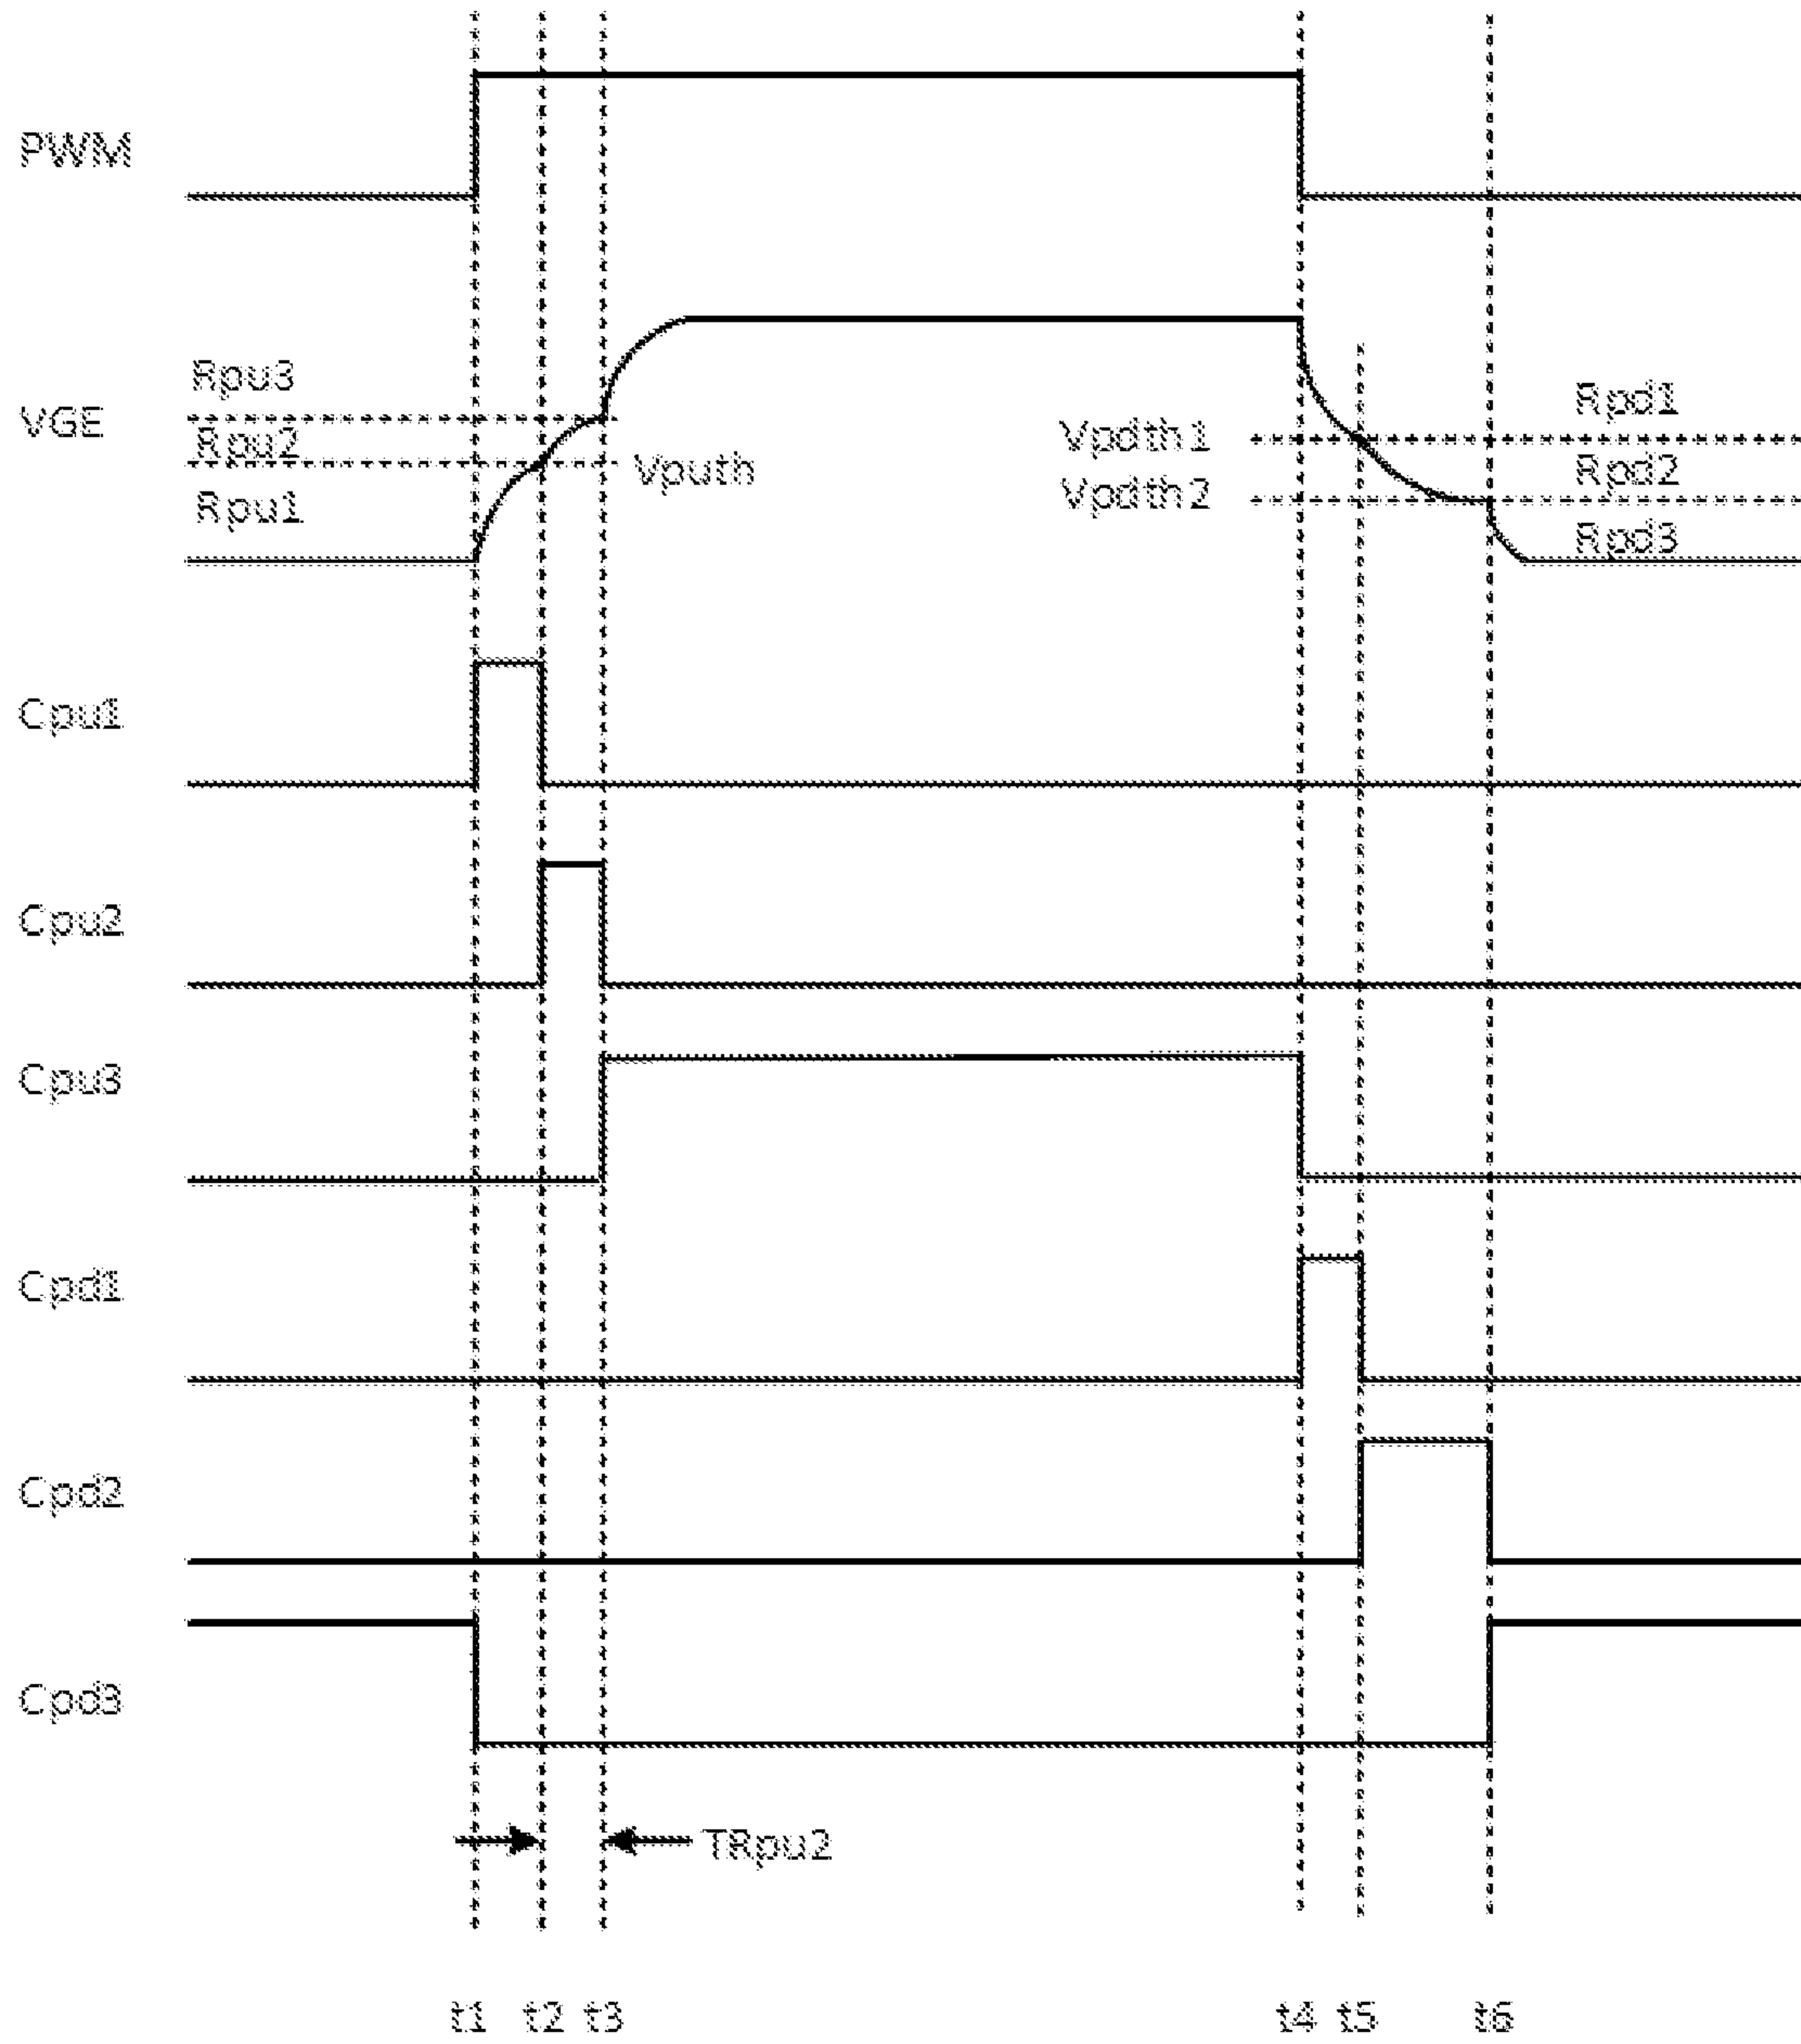 PWM
VGE
Rpu3
Rpu2
Rpu1
Vputh
Vpdth1
Vpdth2
Rpd1
Rpd2
Rpd3
Cpu1
Cpu2
Cpu3
Cpd1
Cpd2
Cpd3
TRpu2
t1 t2 t3 t4 t5 t6